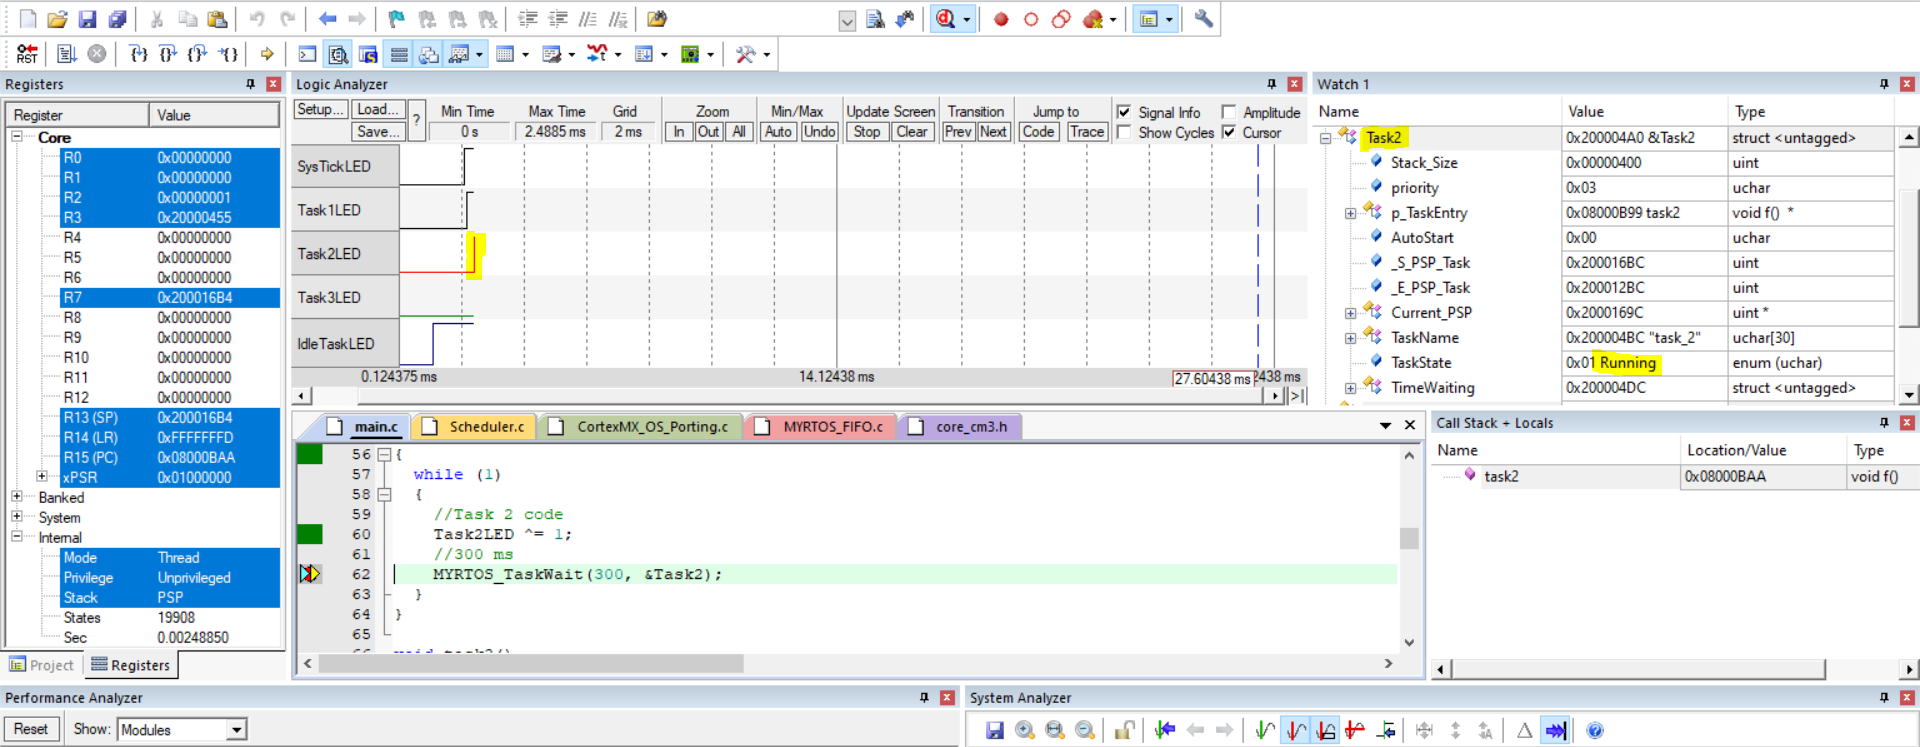 RST
{} {} {} {}
Registers
Register Value
Core
R0 0x00000000
R1 0x00000000
R2 0x00000001
R3 0x20000455
R4 0x00000000
R5 0x00000000
R6 0x00000000
R7 0x200016B4
R8 0x00000000
R9 0x00000000
R10 0x00000000
R11 0x00000000
R12 0x00000000
R13 (SP) 0x200016B4
R14 (LR) 0xFFFFFFFD
R15 (PC) 0x08000BAA
xPSR 0x01000000
Banked
System
Internal
Mode Thread
Privilege Unprivileged
Stack PSP
States 19908
Sec 0.00248850
Project Registers
Logic Analyzer
Setup... Load... ? Min Time Max Time Grid Zoom Min/Max Update Screen Transition Jump to Signal Info Amplitude
Save... 0 s 2.4885 ms 2 ms In Out All Auto Undo Stop Clear Prev Next Code Trace Show Cycles Cursor
SysTickLED
Task1LED
Task2LED
Task3LED
IdleTaskLED
0.124375 ms 14.12438 ms 27.60438 ms 2438 ms
main.c Scheduler.c CortexMX_OS_Porting.c MYRTOS_FIFO.c core_cm3.h
56 {
57 while (1)
58 {
59 //Task 2 code
60 Task2LED ^= 1;
61 //300 ms
62 MYRTOS_TaskWait(300, &Task2);
63 }
64 }
65
Watch 1
Name Value Type
Task2 0x200004A0 &Task2 struct <untagged>
Stack_Size 0x00000400 uint
priority 0x03 uchar
p_TaskEntry 0x08000B99 task2 void f() *
AutoStart 0x00 uchar
_S_PSP_Task 0x200016BC uint
_E_PSP_Task 0x200012BC uint
Current_PSP 0x2000169C uint *
TaskName 0x200004BC "task_2" uchar[30]
TaskState 0x01 Running enum (uchar)
TimeWaiting 0x200004DC struct <untagged>
Call Stack + Locals
Name Location/Value Type
task2 0x08000BAA void f()
Performance Analyzer
Reset Show: Modules
System Analyzer